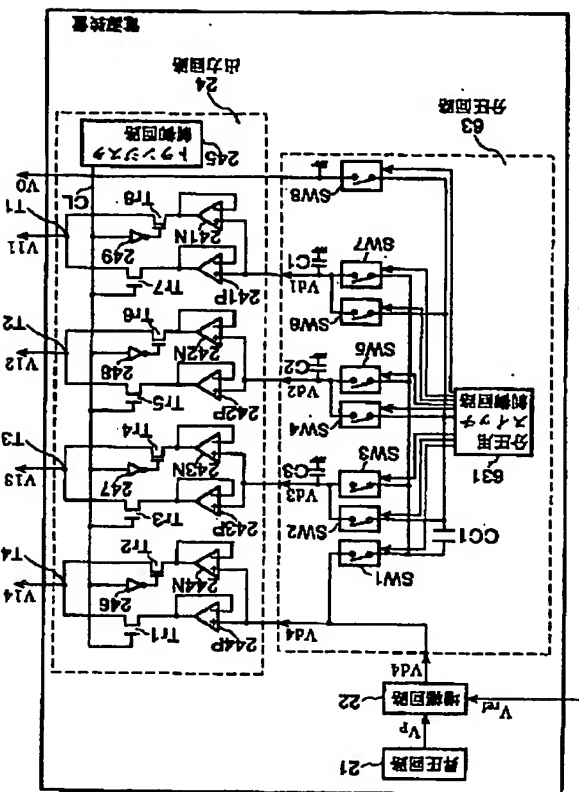 電源装置
出力回路
24
トランジスタ
制御回路
245
CL
分圧回路
63
V0
SW8
T1
V11
Tr8
249
241N
Tr7
241P
C1
Vd1
SW7
SW6
T2
V12
Tr6
248
242N
Tr5
242P
C2
Vd2
SW5
SW4
分圧用
スイッチ
制御回路
631
T3
V13
Tr4
247
243N
Tr3
243P
C3
Vd3
SW3
SW2
CC1
T4
V14
Tr2
246
244N
Tr1
244P
Vd4
SW1
Vd4
増幅回路
22
Vref
Vp
昇圧回路
21